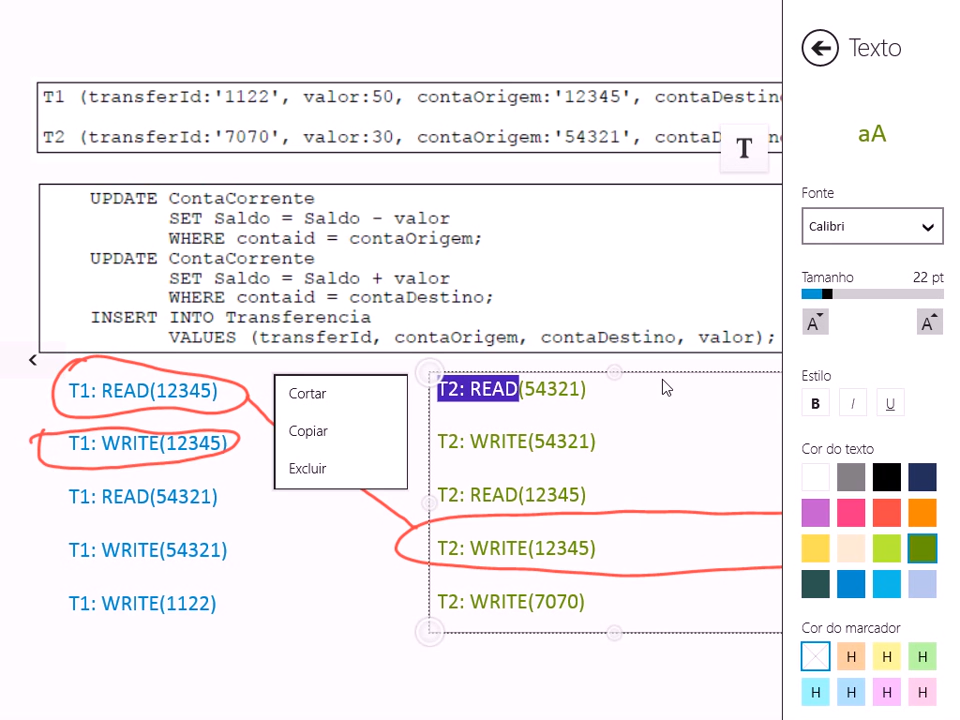 T1 (transferId:'1122', valor:50, contaOrigem:'12345', contaDestino
T2 (transferId:'7070', valor:30, contaOrigem:'54321', contaD
T
UPDATE ContaCorrente
SET Saldo = Saldo - valor
WHERE contaid = contaOrigem;
UPDATE ContaCorrente
SET Saldo = Saldo + valor
WHERE contaid = contaDestino;
INSERT INTO Transferencia
VALUES (transferId, contaOrigem, contaDestino, valor);
T1: READ(12345)
T1: WRITE(12345)
T1: READ(54321)
T1: WRITE(54321)
T1: WRITE(1122)
Cortar
Copiar
Excluir
T2: READ(54321)
T2: WRITE(54321)
T2: READ(12345)
T2: WRITE(12345)
T2: WRITE(7070)
Texto
aA
Fonte
Calibri
Tamanho 22 pt
A A
Estilo
B I U
Cor do texto
Cor do marcador
H H H
H H H H